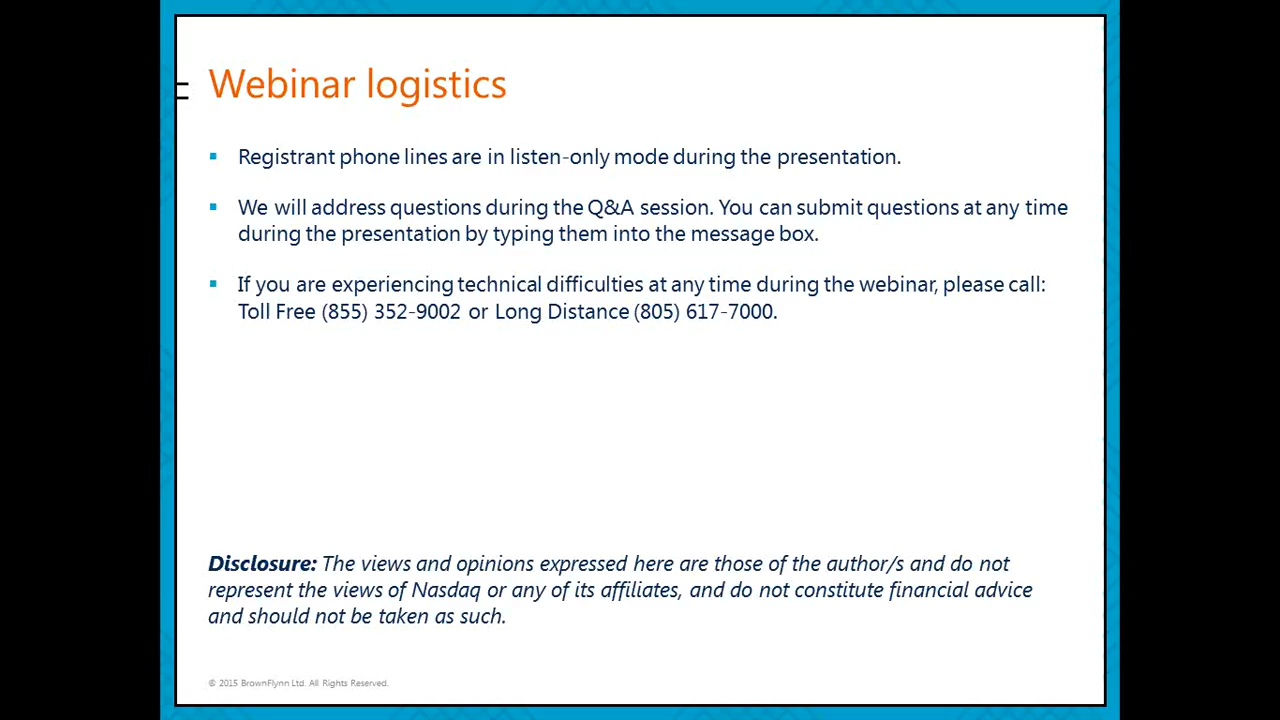 Webinar logistics
Registrant phone lines are in listen-only mode during the presentation.
We will address questions during the Q&A session. You can submit questions at any time
during the presentation by typing them into the message box.
If you are experiencing technical difficulties at any time during the webinar, please call:
Toll Free (855) 352-9002 or Long Distance (805) 617-7000.
Disclosure: The views and opinions expressed here are those of the author/s and do not
represent the views of Nasdaq or any of its affiliates, and do not constitute financial advice
and should not be taken as such.
© 2015 BrownFlynn Ltd. All Rights Reserved.